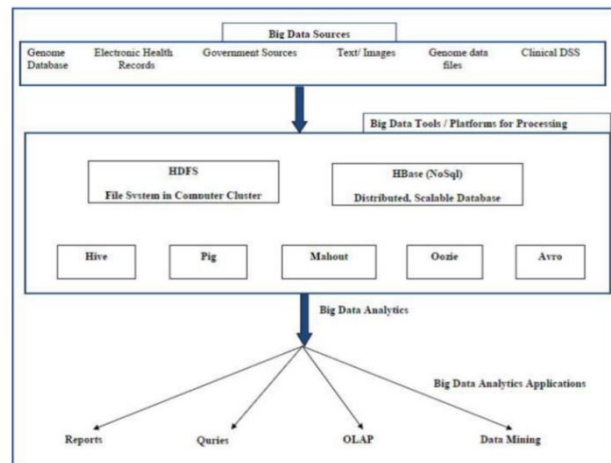 Big Data Sources
Genome Database
Electronic Health Records
Government Sources
Text/ Images
Genome data files
Clinical DSS
Big Data Tools / Platforms for Processing
HDFS
File System in Computer Cluster
HBase (NoSql)
Distributed, Scalable Database
Hive
Pig
Mahout
Oozie
Avro
Big Data Analytics
Big Data Analytics Applications
Reports
Quries
OLAP
Data Mining